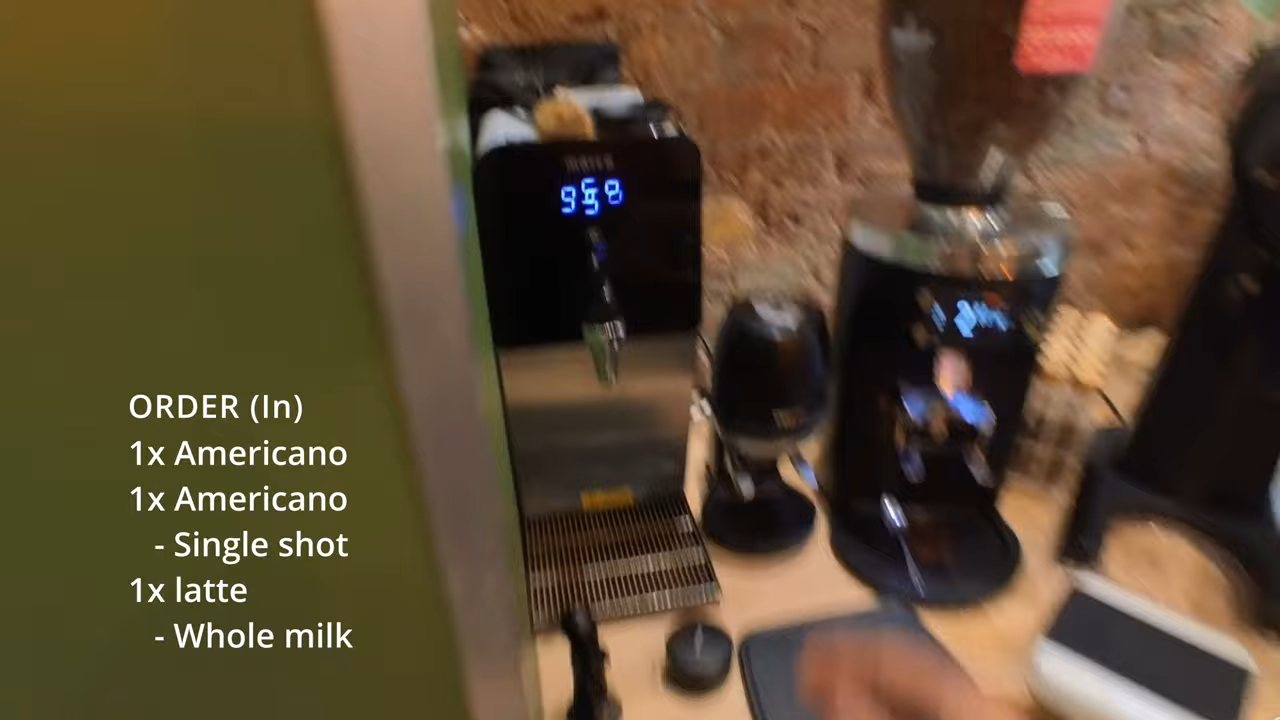 ORDER (In)
1x Americano
1x Americano
- Single shot
1x latte
- Whole milk